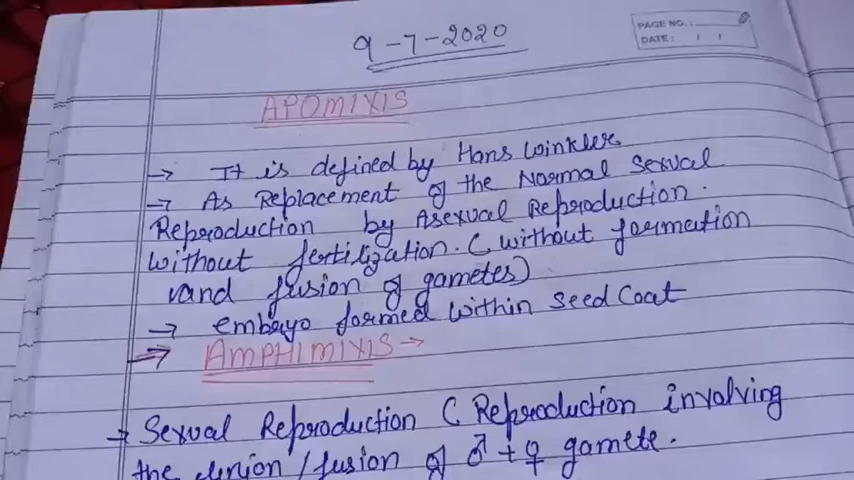 9-7-2020
PAGE NO.:
DATE: / /
APOMIXIS
→ It is defined by Hans Winkler
→ As Replacement of the Normal Sexual
Reproduction by Asexual Reproduction.
without fertilization. ( without formation
and fusion of gametes)
→ embryo formed within seed coat
→ AMPHIMIXIS →
→ Sexual Reproduction ( Reproduction involving
the union / fusion of ♂ + ♀ gamete.